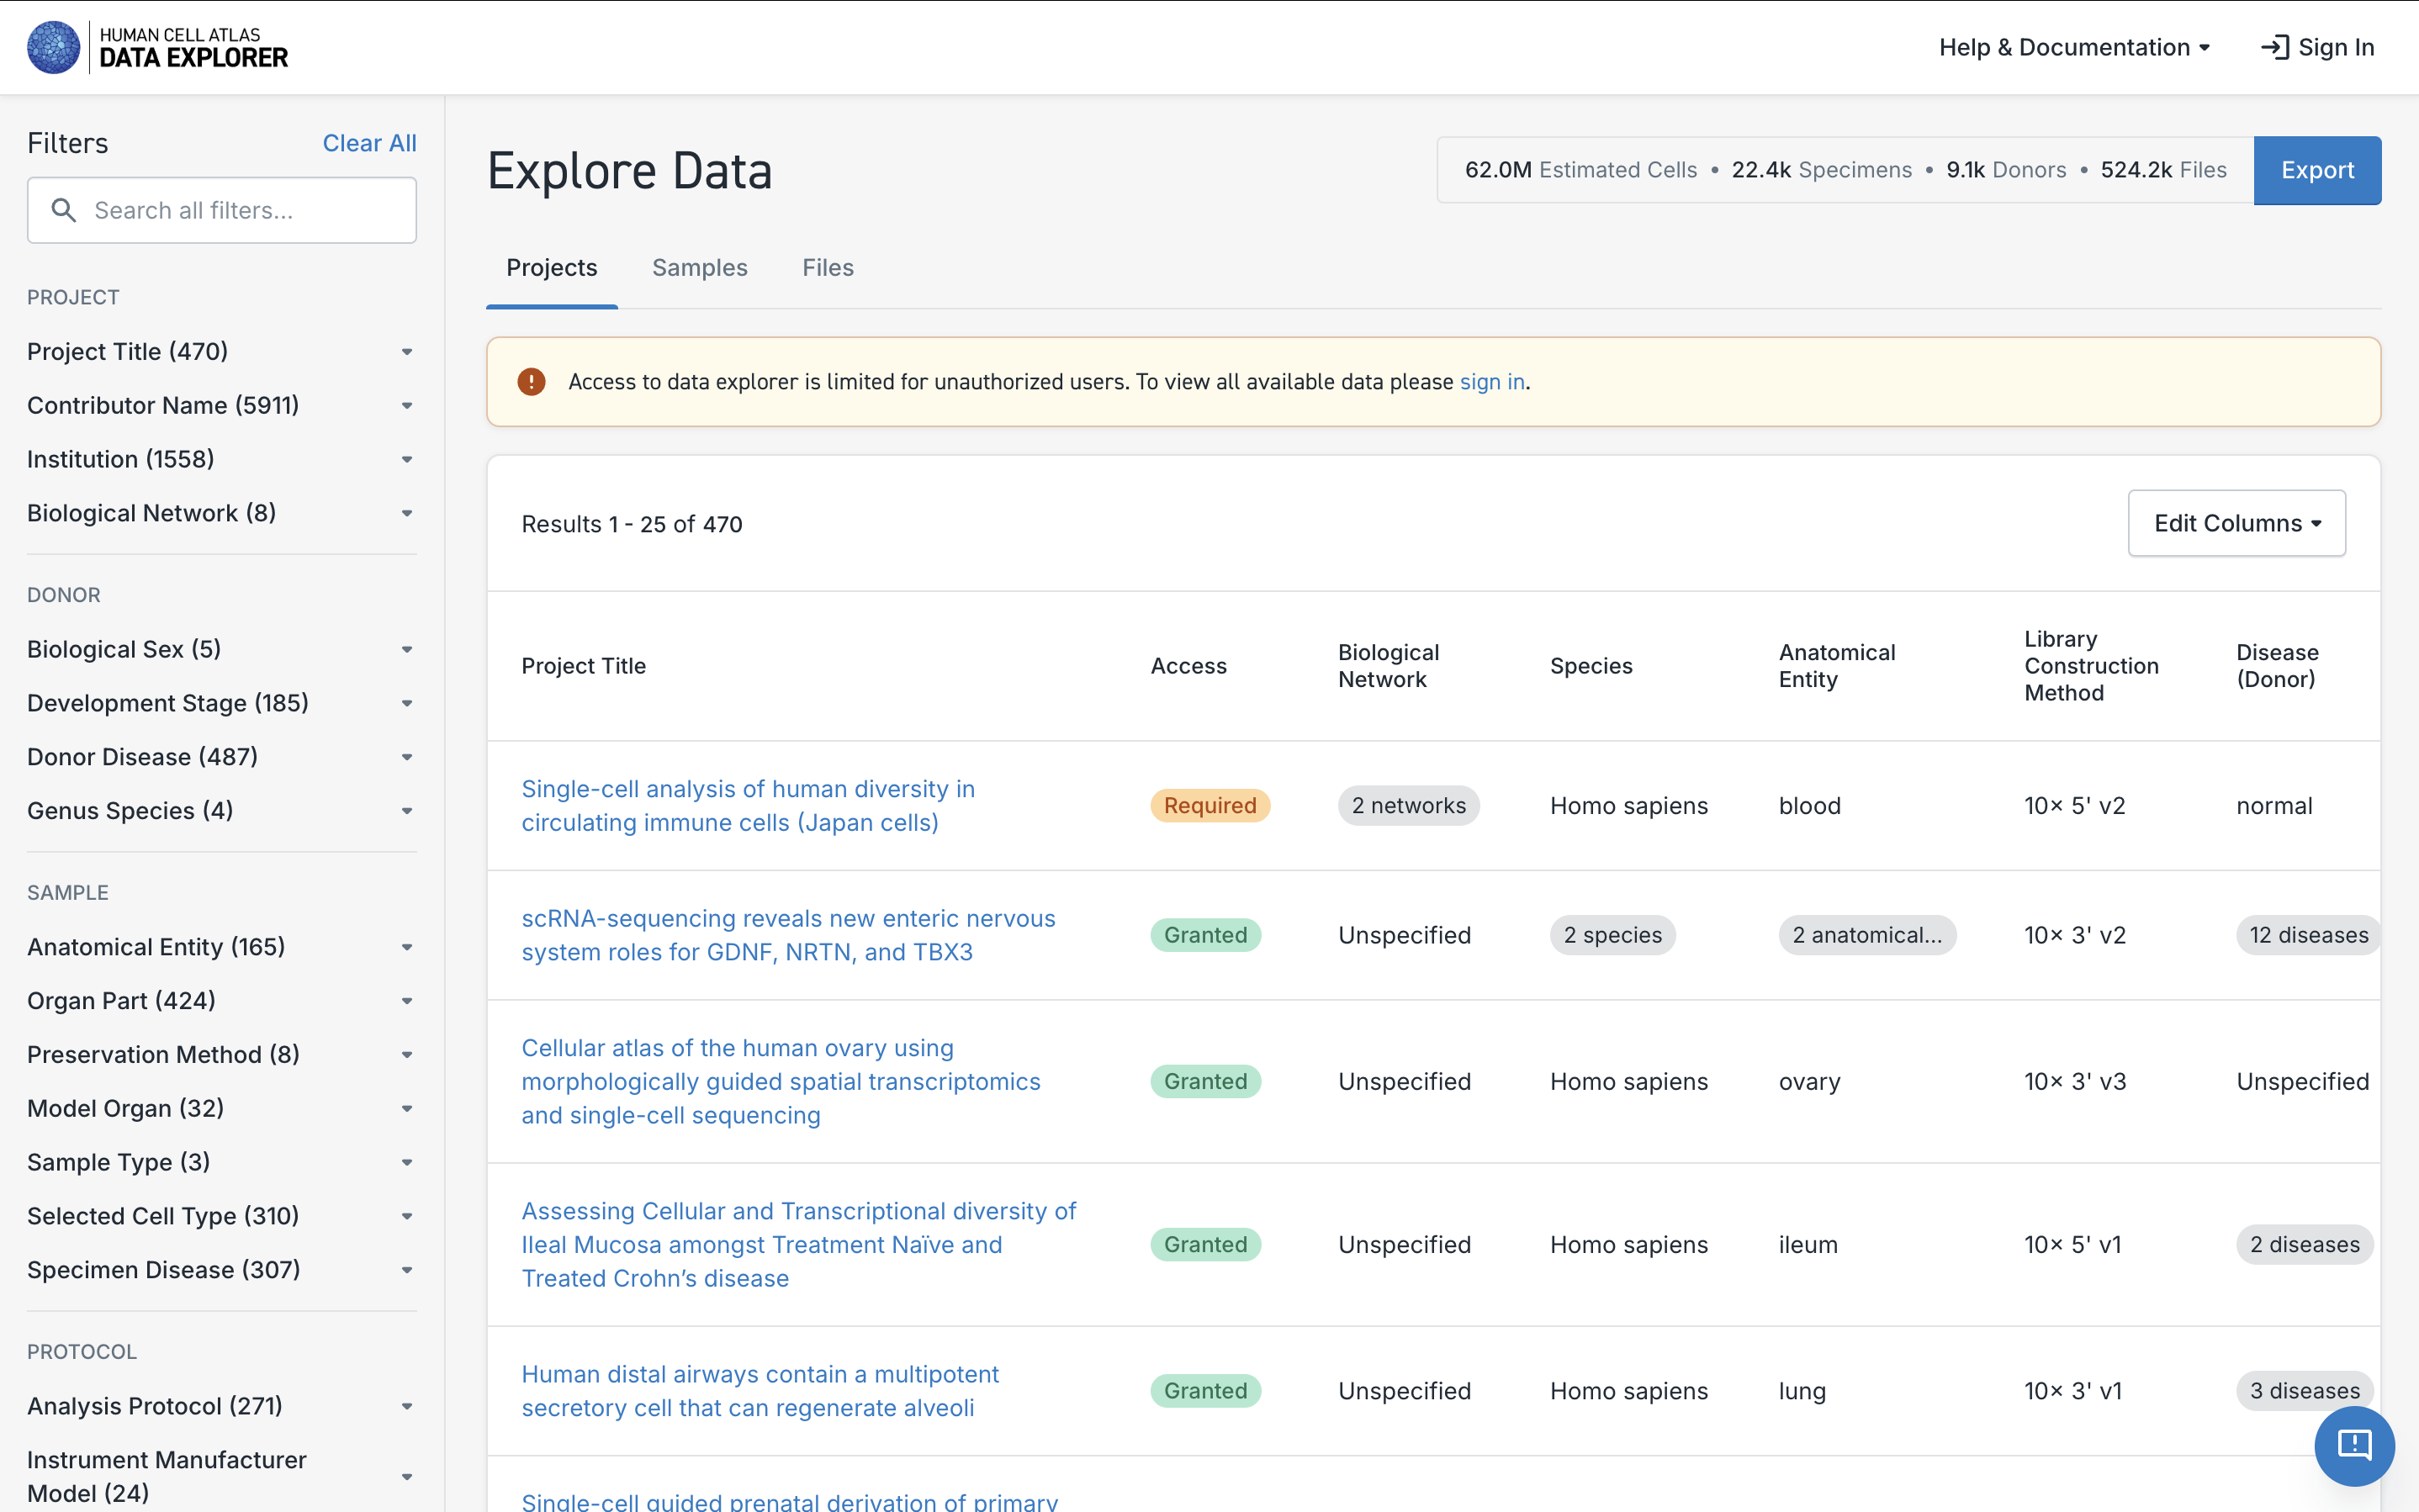 HUMAN CELL ATLAS
DATA EXPLORER
Help & Documentation
Sign In
Filters
Clear All
Search all filters...
PROJECT
Project Title (470)
Contributor Name (5911)
Institution (1558)
Biological Network (8)
DONOR
Biological Sex (5)
Development Stage (185)
Donor Disease (487)
Genus Species (4)
SAMPLE
Anatomical Entity (165)
Organ Part (424)
Preservation Method (8)
Model Organ (32)
Sample Type (3)
Selected Cell Type (310)
Specimen Disease (307)
PROTOCOL
Analysis Protocol (271)
Instrument Manufacturer
Model (24)
Explore Data
62.0M Estimated Cells • 22.4k Specimens • 9.1k Donors • 524.2k Files
Export
Projects
Samples
Files
Access to data explorer is limited for unauthorized users. To view all available data please sign in.
Results 1 - 25 of 470
Edit Columns
Project Title
Access
Biological
Network
Species
Anatomical
Entity
Library
Construction
Method
Disease
(Donor)
Single-cell analysis of human diversity in
circulating immune cells (Japan cells)
Required
2 networks
Homo sapiens
blood
10× 5' v2
normal
scRNA-sequencing reveals new enteric nervous
system roles for GDNF, NRTN, and TBX3
Granted
Unspecified
2 species
2 anatomical...
10× 3' v2
12 diseases
Cellular atlas of the human ovary using
morphologically guided spatial transcriptomics
and single-cell sequencing
Granted
Unspecified
Homo sapiens
ovary
10× 3' v3
Unspecified
Assessing Cellular and Transcriptional diversity of
Ileal Mucosa amongst Treatment Naïve and
Treated Crohn’s disease
Granted
Unspecified
Homo sapiens
ileum
10× 5' v1
2 diseases
Human distal airways contain a multipotent
secretory cell that can regenerate alveoli
Granted
Unspecified
Homo sapiens
lung
10× 3' v1
3 diseases
Single-cell guided prenatal derivation of primary